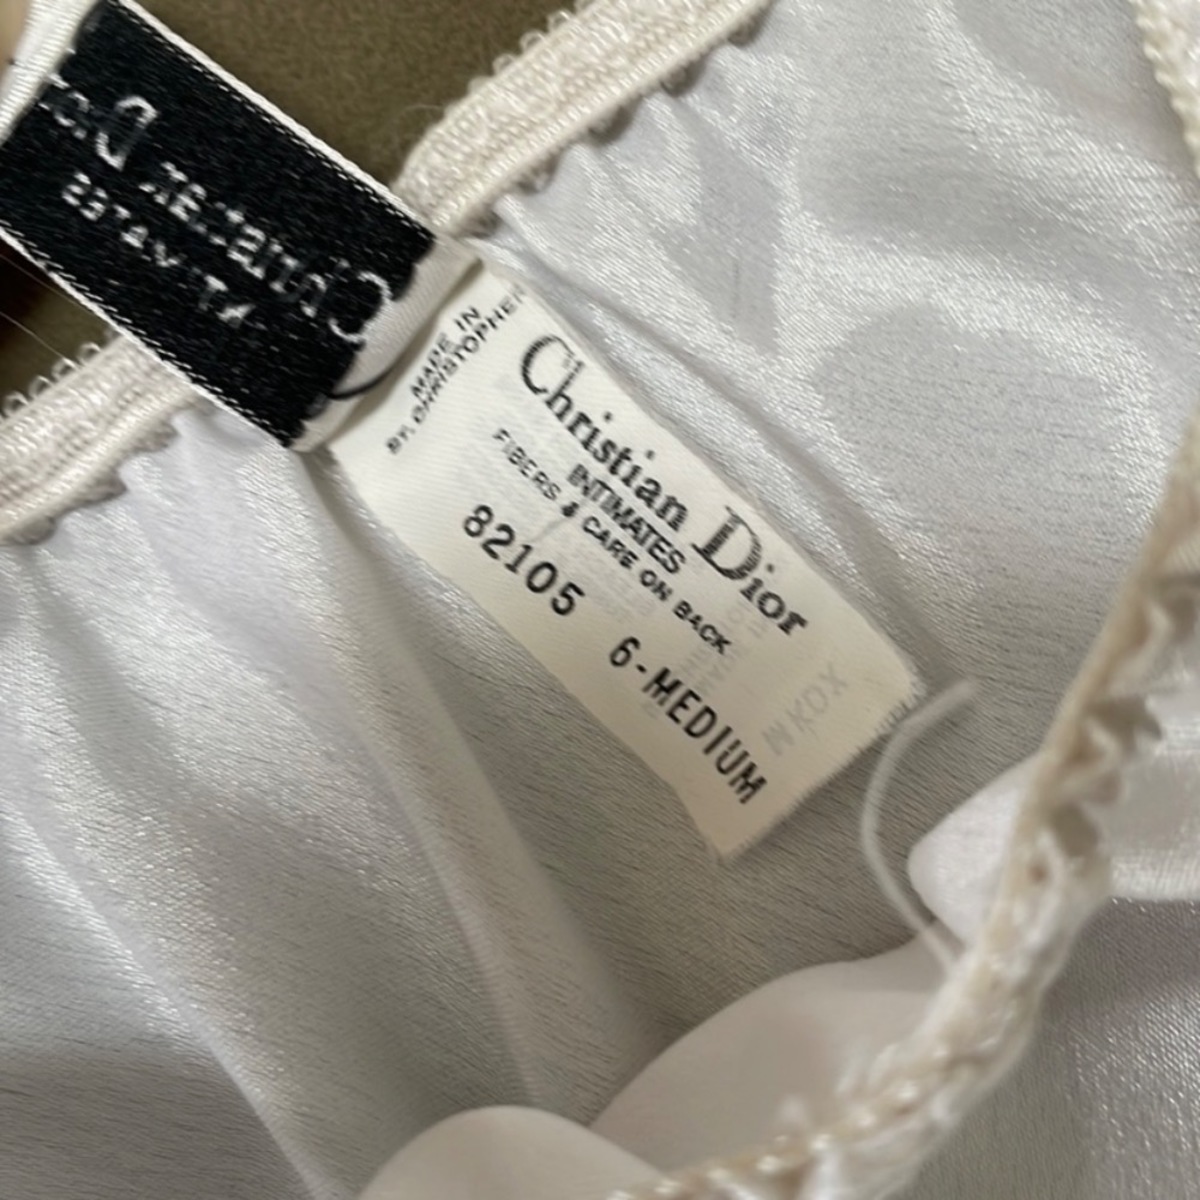 MADE IN
BY. CHRISTOPHER
Christian Dior
INTIMATES
FIBERS & CARE ON BACK
82105 6-MEDIUM